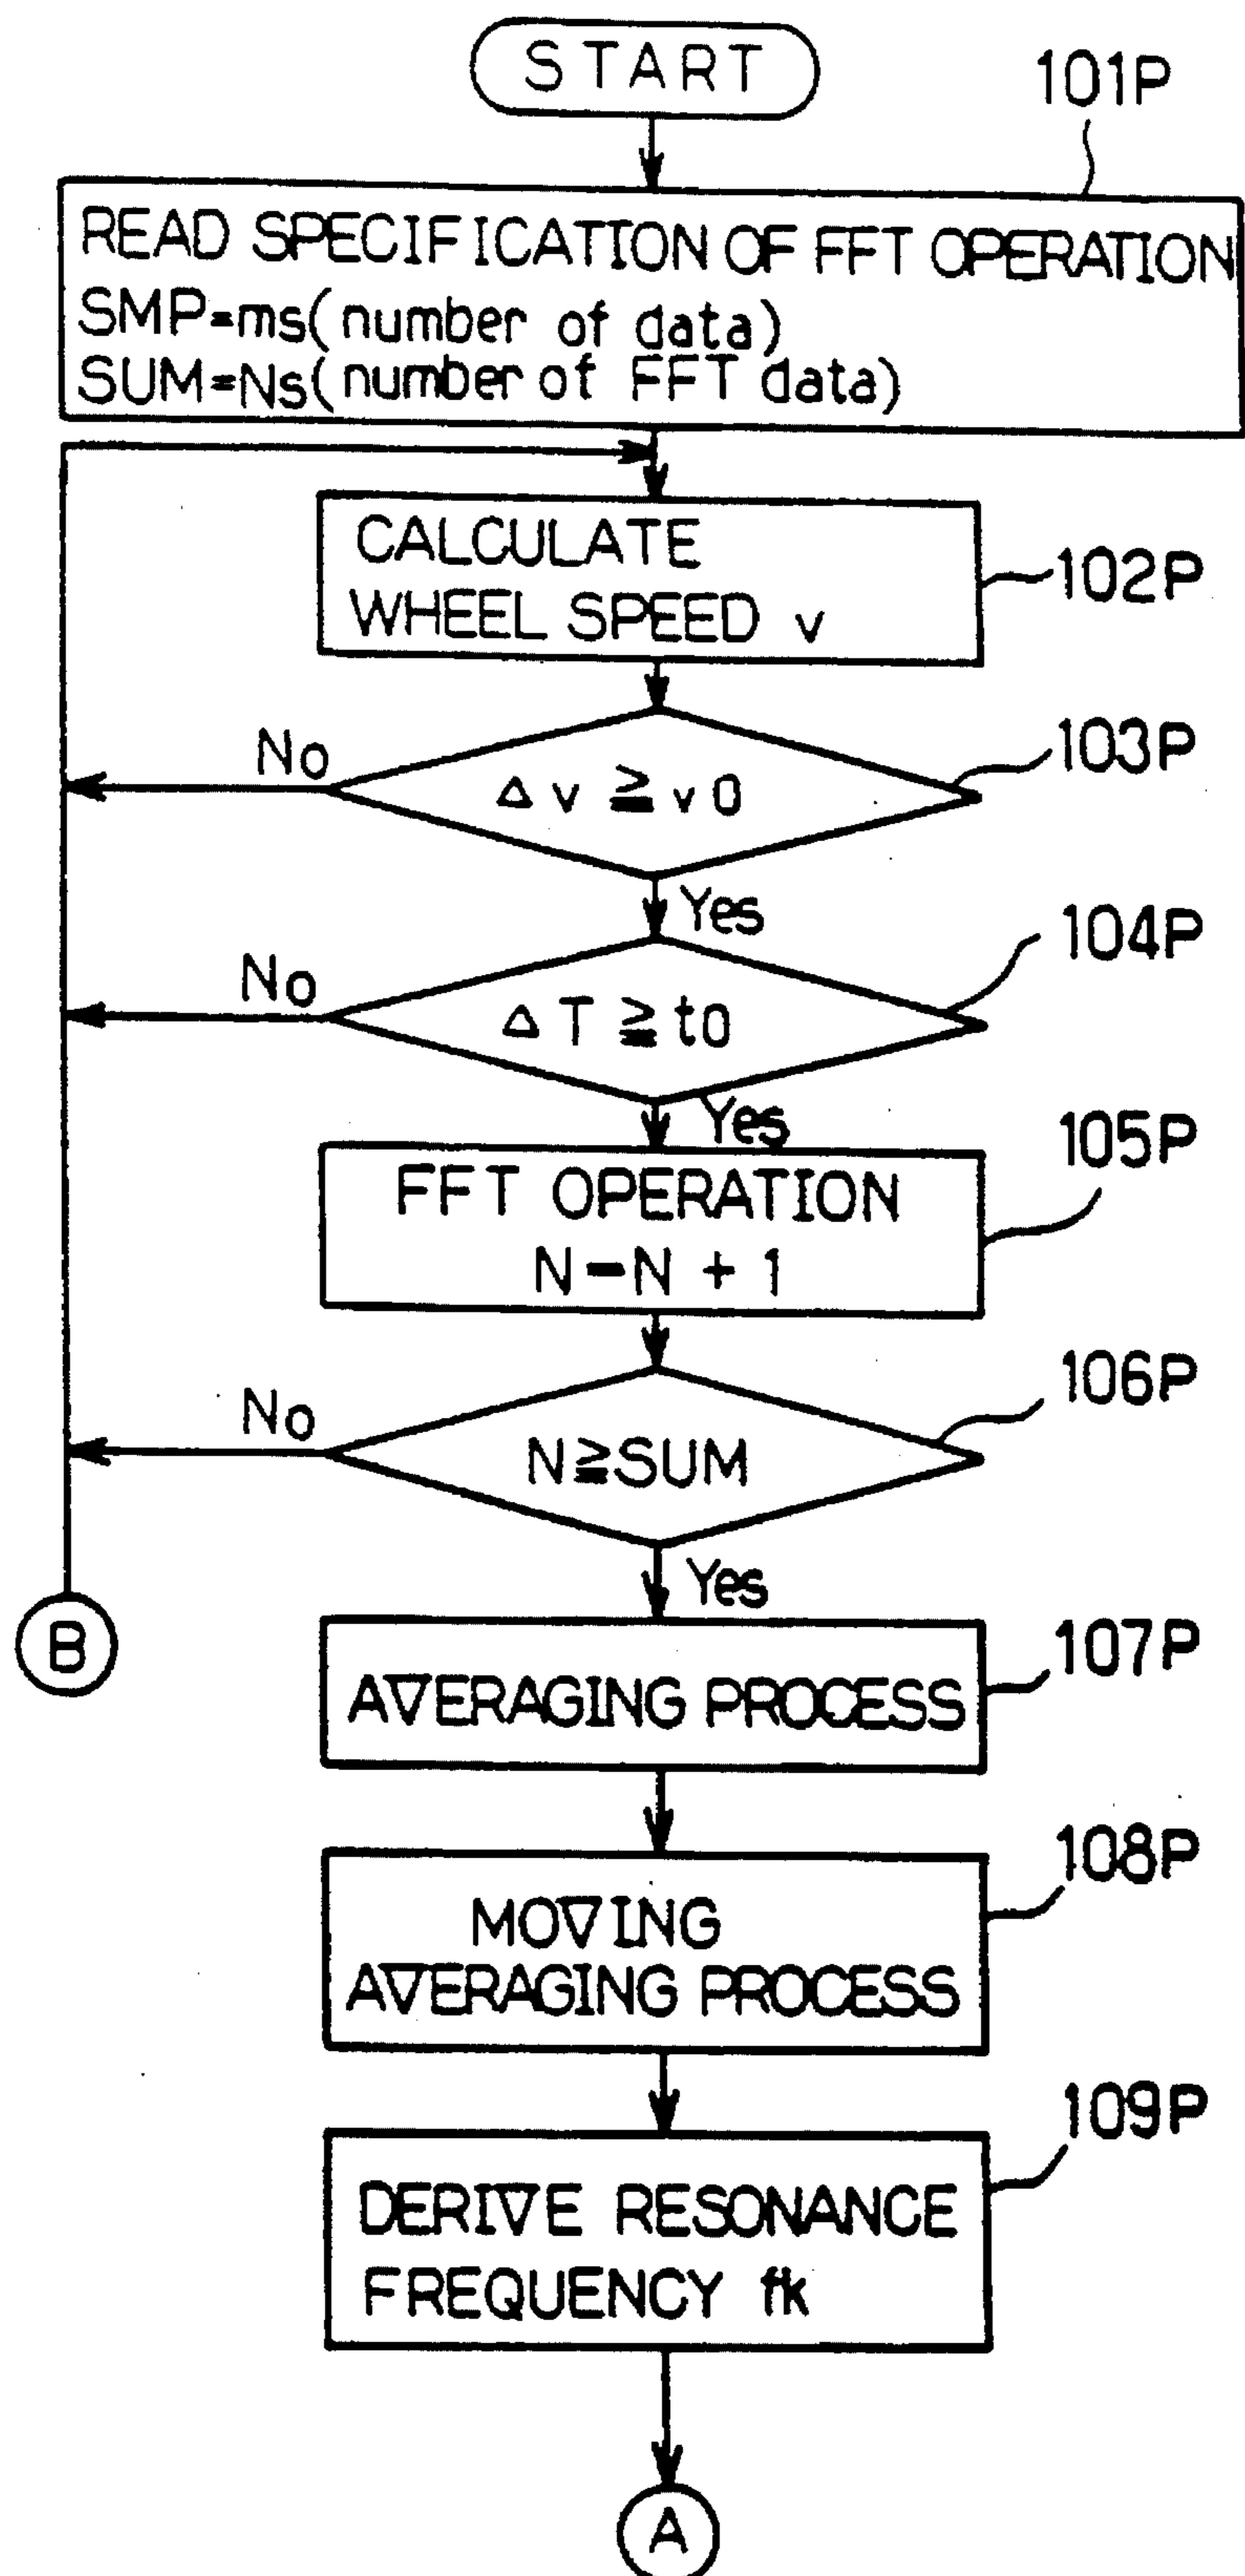 START
101P
READ SPECIFICATION OF FFT OPERATION
SMP=ms(number of data)
SUM=Ns(number of FFT data)
CALCULATE
WHEEL SPEED v
102P
No
Δv ≧ v0
103P
Yes
No
ΔT ≧ t0
104P
Yes
FFT OPERATION
N-N + 1
105P
No
N≧SUM
106P
Yes
B
AVERAGING PROCESS
107P
MOVING
AVERAGING PROCESS
108P
DERIVE RESONANCE
FREQUENCY fk
109P
A